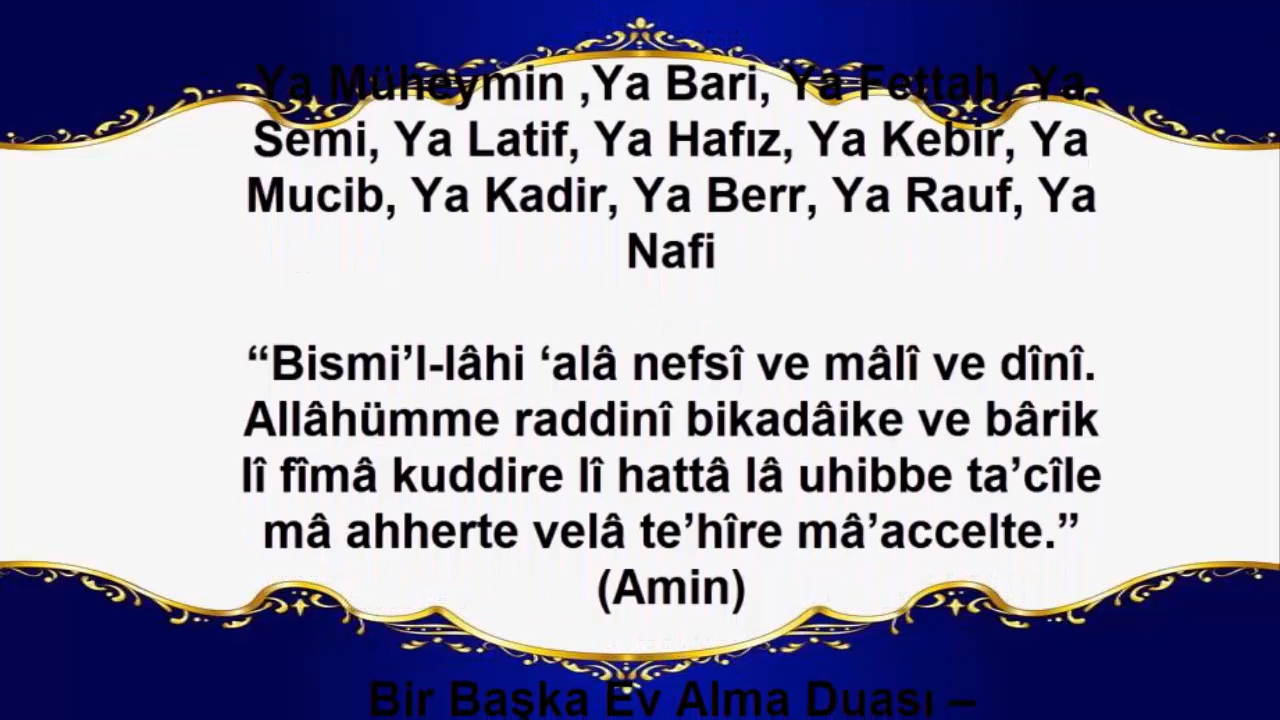 Ya Müheymin ,Ya Bari, Ya Fettah, Ya
Semi, Ya Latif, Ya Hafız, Ya Kebir, Ya
Mucib, Ya Kadir, Ya Berr, Ya Rauf, Ya
Nafi
“Bismi’l-lâhi ‘alâ nefsî ve mâlî ve dînî.
Allâhümme raddinî bikadâike ve bârik
lî fîmâ kuddire lî hattâ lâ uhibbe ta’cîle
mâ ahherte velâ te’hîre mâ’accelte.”
(Amin)
Bir Başka Ev Alma Duası –